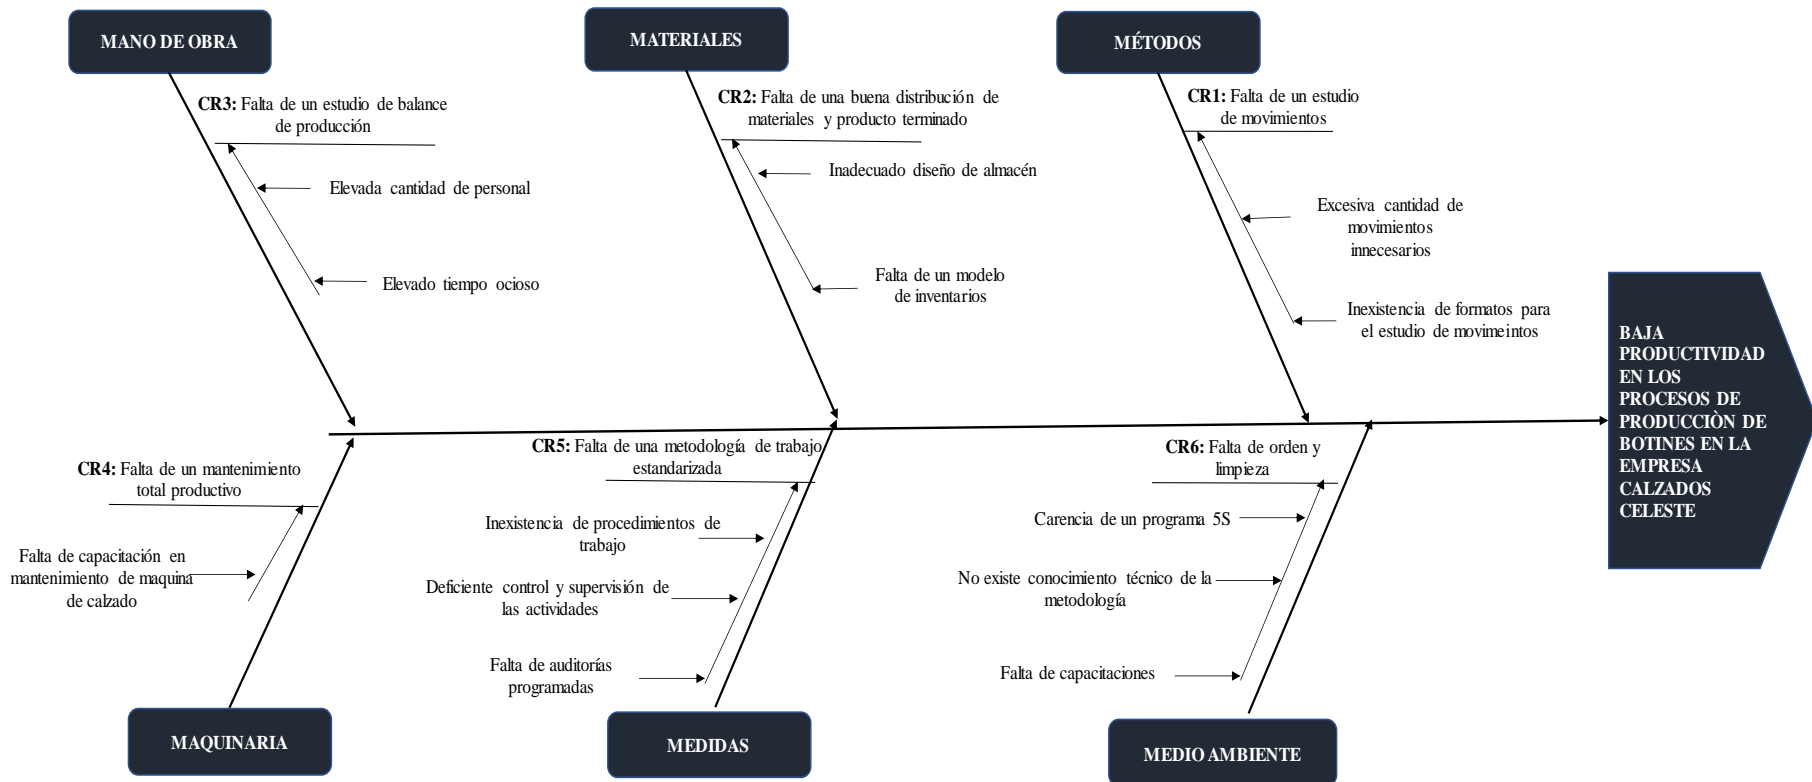 MANO DE OBRA
MATERIALES
MÉTODOS
CR3: Falta de un estudio de balance
de producción
Elevada cantidad de personal
Elevado tiempo ocioso
CR2: Falta de una buena distribución de
materiales y producto terminado
Inadecuado diseño de almacén
Falta de un modelo
de inventarios
CR1: Falta de un estudio
de movimientos
Excesiva cantidad de
movimientos
innecesarios
Inexistencia de formatos para
el estudio de movimeintos
BAJA
PRODUCTIVIDAD
EN LOS
PROCESOS DE
PRODUCCIÒN DE
BOTINES EN LA
EMPRESA
CALZADOS
CELESTE
CR4: Falta de un mantenimiento
total productivo
Falta de capacitación en
mantenimiento de maquina
de calzado
CR5: Falta de una metodología de trabajo
estandarizada
Inexistencia de procedimientos de
trabajo
Deficiente control y supervisión de
las actividades
Falta de auditorías
programadas
CR6: Falta de orden y
limpieza
Carencia de un programa 5S
No existe conocimiento técnico de la
metodología
Falta de capacitaciones
MAQUINARIA
MEDIDAS
MEDIO AMBIENTE